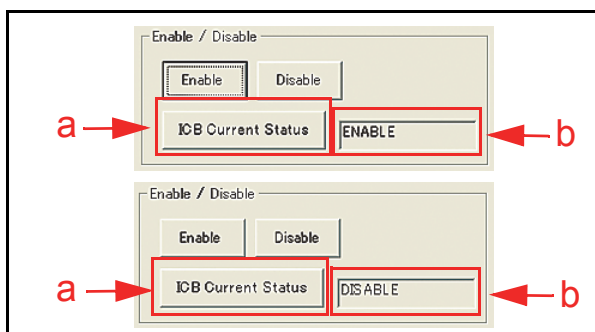 Enable / Disable
Enable Disable
a ICB Current Status ENABLE b
Enable / Disable
Enable Disable
a ICB Current Status DISABLE b